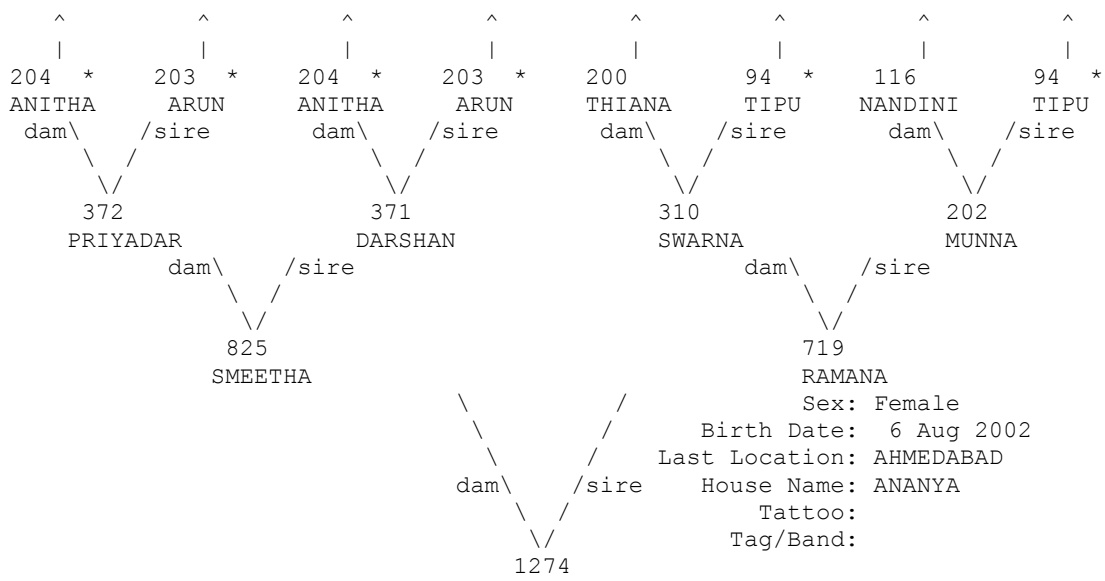 ^ ^ ^ ^ ^ ^ ^ ^
| | | | | | | |
204 * 203 * 204 * 203 * 200 94 * 116 94 *
ANITHA ARUN ANITHA ARUN THIANA TIPU NANDINI TIPU
dam\ /sire dam\ /sire dam\ /sire dam\ /sire
\ / \ / \ / \ /
\/ \/ \/ \/
372 371 310 202
PRIYADAR DARSHAN SWARNA MUNNA
dam\ /sire dam\ /sire
\ / \ /
\/ \/
825 719
SMEETHA RAMANA
\ / Sex: Female
\ / Birth Date: 6 Aug 2002
\ / Last Location: AHMEDABAD
dam\ /sire House Name: ANANYA
\ / Tattoo:
\/ Tag/Band:
1274